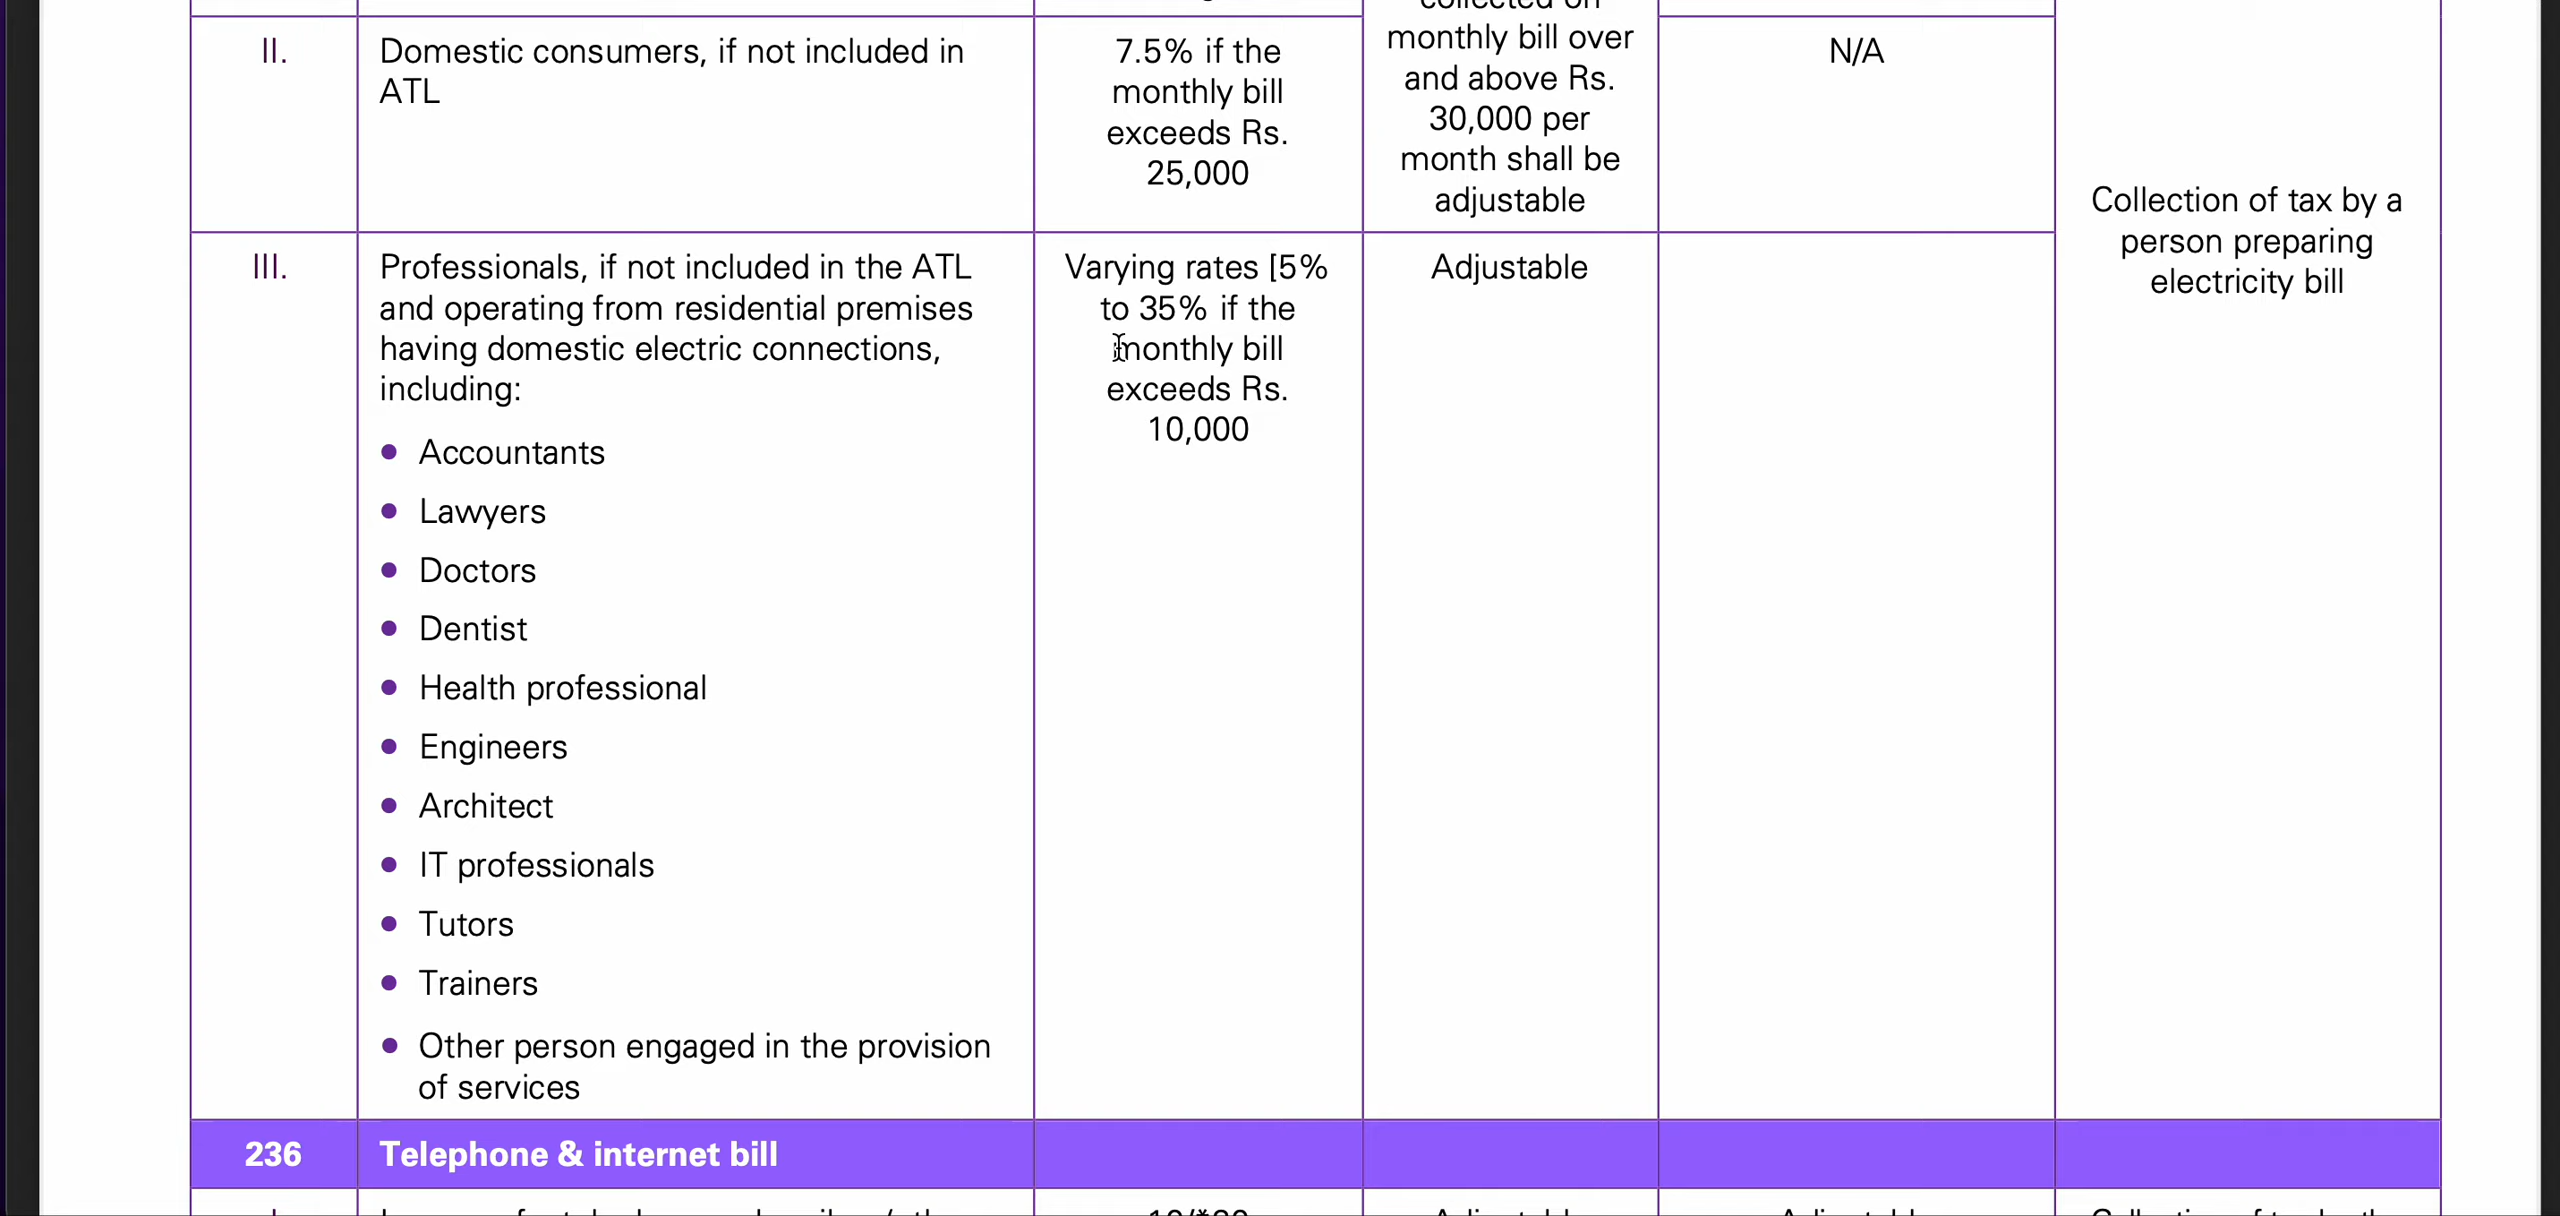 collected on
II.
Domestic consumers, if not included in
ATL
7.5% if the
monthly bill
exceeds Rs.
25,000
monthly bill over
and above Rs.
30,000 per
month shall be
adjustable
N/A
Collection of tax by a
person preparing
electricity bill
III.
Professionals, if not included in the ATL
and operating from residential premises
having domestic electric connections,
including:
• Accountants
• Lawyers
• Doctors
• Dentist
• Health professional
• Engineers
• Architect
• IT professionals
• Tutors
• Trainers
• Other person engaged in the provision
of services
Varying rates [5%
to 35% if the
monthly bill
exceeds Rs.
10,000
Adjustable
236
Telephone & internet bill